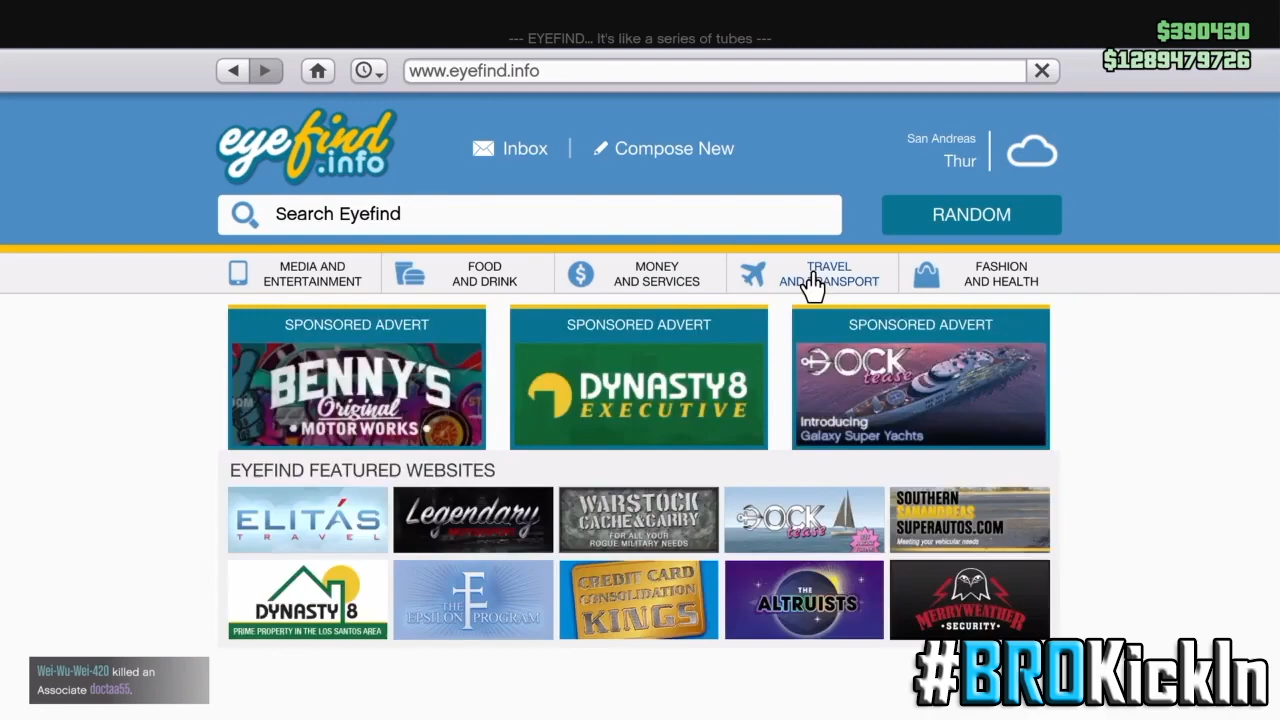 --- EYEFIND... It's like a series of tubes ---
$390430
$1289479726
www.eyefind.info
eyefind
.info
Inbox
Compose New
San Andreas
Thur
Search Eyefind
RANDOM
MEDIA AND
ENTERTAINMENT
FOOD
AND DRINK
MONEY
AND SERVICES
TRAVEL
AND TRANSPORT
FASHION
AND HEALTH
SPONSORED ADVERT
BENNY'S
Original
MOTOR WORKS
SPONSORED ADVERT
DYNASTY 8
EXECUTIVE
SPONSORED ADVERT
DOCK
tease
Introducing
Galaxy Super Yachts
EYEFIND FEATURED WEBSITES
ELITÁS
TRAVEL
Legendary
WARSTOCK
CACHE & CARRY
FOR ALL YOUR
ROGUE MILITARY NEEDS
DOCK
tease
SOUTHERN
SANANDREAS
SUPERAUTOS.COM
Meeting your vehicular needs
DYNASTY 8
PRIME PROPERTY IN THE LOS SANTOS AREA
THE
EPSILON PROGRAM
CREDIT CARD
CONSOLIDATION
KINGS
THE
ALTRUISTS
MERRYWEATHER
SECURITY
Wei-Wu-Wei-420 killed an
Associate doctaa55.
#BROKickIn